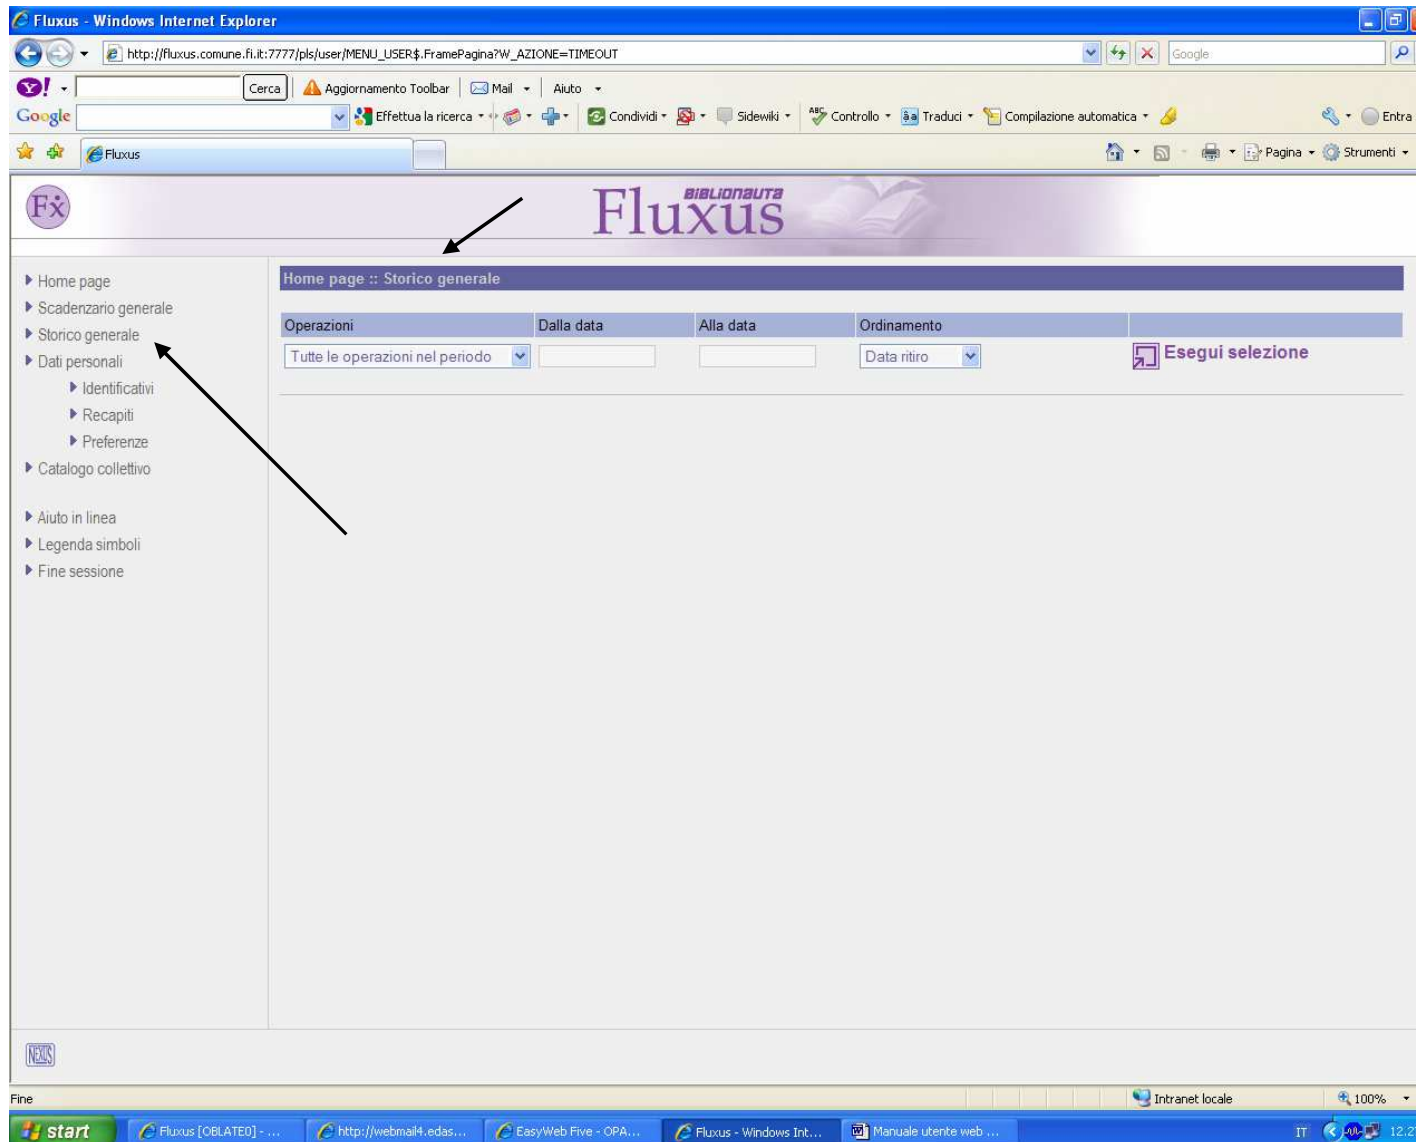 Fluxus - Windows Internet Explorer
http://fluxus.comune.fi.it:7777/pls/user/MENU_USER$.FramePagina?W_AZIONE=TIMEOUT
Google
Y! Cerca Aggiornamento Toolbar Mail Aiuto
Google Effettua la ricerca Condividi Sidewiki ABC Controllo Traduci Compilazione automatica Entra
Fluxus Pagina Strumenti
Fx BIBLIONAUTA
Fluxus
Home page
Scadenzario generale
Storico generale
Dati personali
Identificativi
Recapiti
Preferenze
Catalogo collettivo
Aiuto in linea
Legenda simboli
Fine sessione
Home page :: Storico generale
Operazioni Dalla data Alla data Ordinamento
Tutte le operazioni nel periodo Data ritiro Esegui selezione
NEXUS
Fine Intranet locale 100%
start Fluxus [OBLATE0] - ... http://webmail4.edas... EasyWeb Five - OPA... Fluxus - Windows Int... Manuale utente web ... IT 12.2